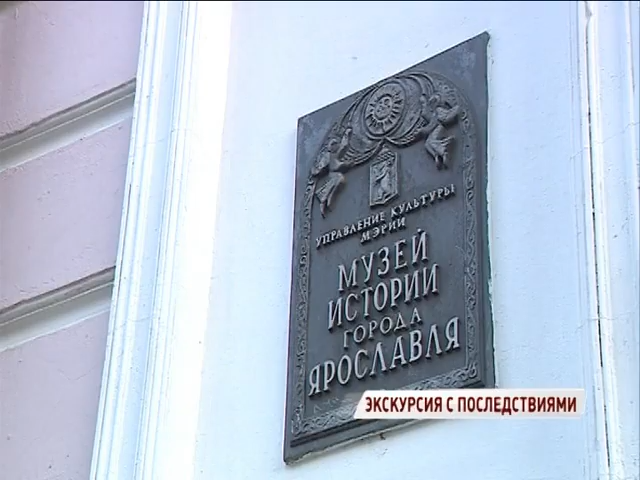 УПРАВЛЕНИЕ КУЛЬТУРЫ
МЭРИИ
МУЗЕЙ
ИСТОРИИ
ГОРОДА
ЯРОСЛАВЛЯ
ЭКСКУРСИЯ С ПОСЛЕДСТВИЯМИ